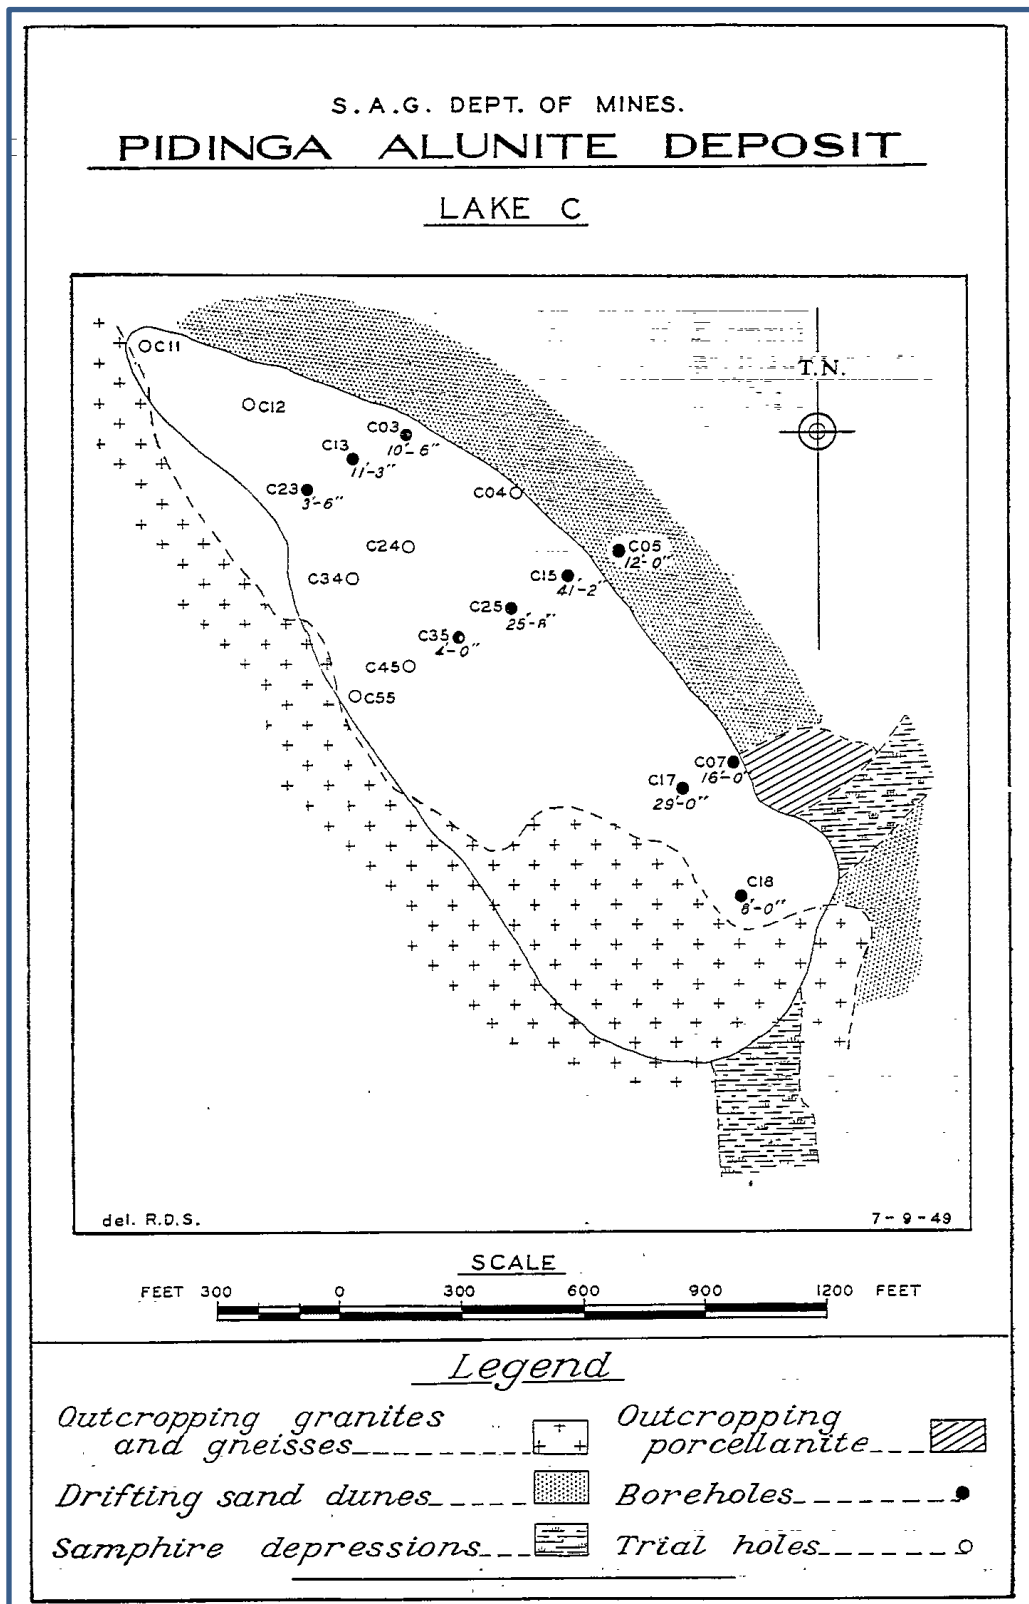 S.A.G. DEPT. OF MINES.
PIDINGA ALUNITE DEPOSIT
LAKE C
C11
T.N.
C12
C03
10'-6"
C13
11'-3"
C23
3'-6"
C04
C24
C05
12'-0"
C34
C15
41'-2"
C25
25'-8"
C35
4'-0"
C45
C55
C07
16'-0"
C17
29'-0"
C18
8'-0"
del. R.D.S.
7-9-49
SCALE
FEET 300 0 300 600 900 1200 FEET
Legend
Outcropping granites
and gneisses
Outcropping
porcellanite
Drifting sand dunes
Boreholes
Samphire depressions
Trial holes